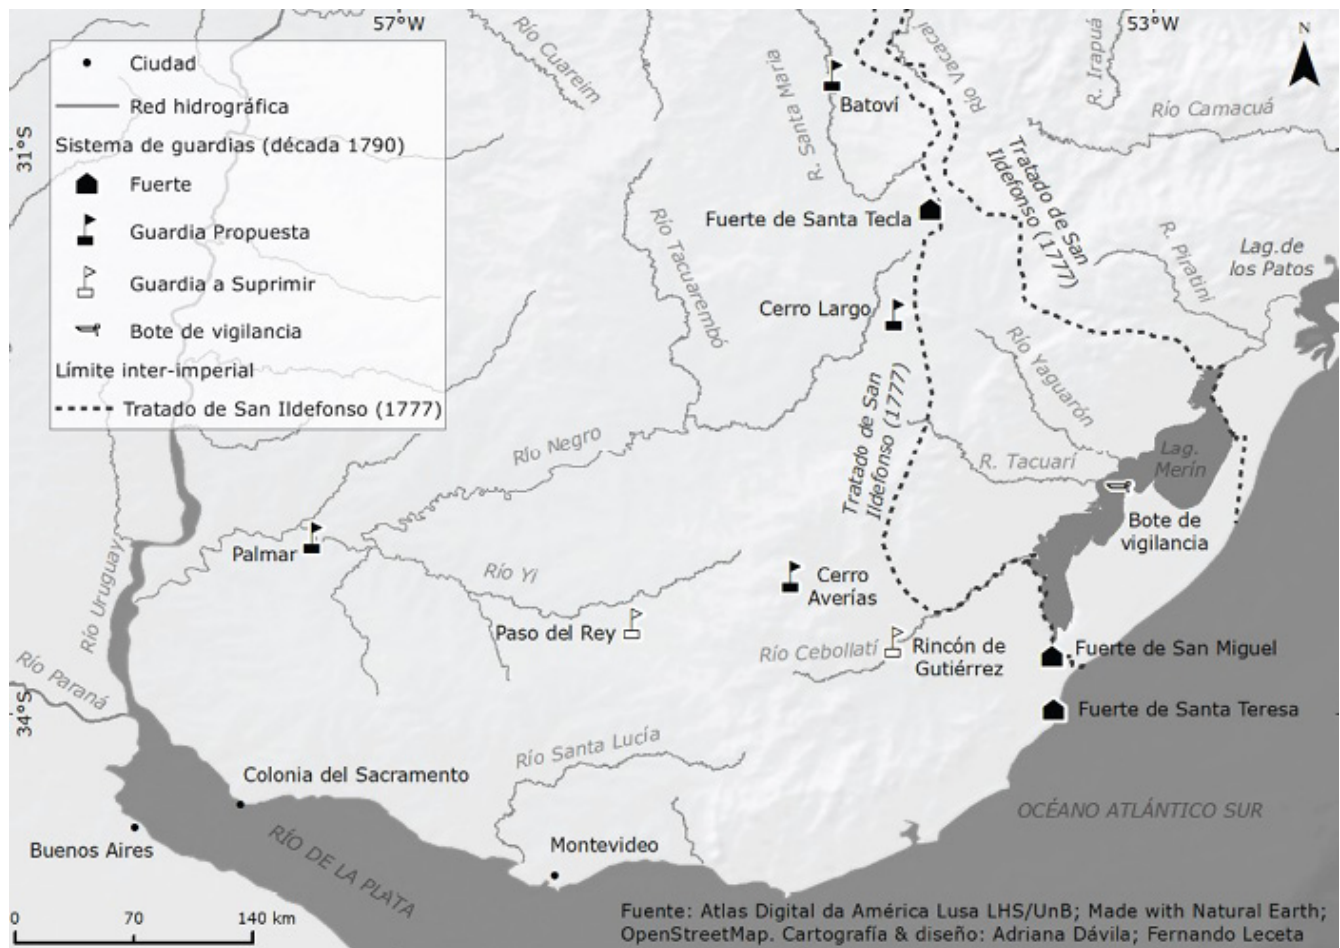 57°W
53°W
N
31°S
34°S
Ciudad
Red hidrográfica
Sistema de guardias (década 1790)
Fuerte
Guardia Propuesta
Guardia a Suprimir
Bote de vigilancia
Límite inter-imperial
Tratado de San Ildefonso (1777)
Río Cuareim
R. Santa María
Batoví
Río Vacacaí
R. Irapuá
Río Camacuá
Tratado de San
Ildefonso (1777)
Fuerte de Santa Tecla
Río Tacuarembó
R. Piratini
Lag.de
los Patos
Cerro Largo
Río Yaguarón
Tratado de San
Ildefonso (1777)
Río Negro
R. Tacuarí
Lag.
Merín
Bote de
vigilancia
Palmar
Río Uruguay
Río Yi
Cerro
Averías
Paso del Rey
Río Cebollatí
Rincón de
Gutiérrez
Fuerte de San Miguel
Río Paraná
Fuerte de Santa Teresa
Río Santa Lucía
Colonia del Sacramento
OCÉANO ATLÁNTICO SUR
Buenos Aires
RÍO DE LA PLATA
Montevideo
0 70 140 km
Fuente: Atlas Digital da América Lusa LHS/UnB; Made with Natural Earth;
OpenStreetMap. Cartografía & diseño: Adriana Dávila; Fernando Leceta